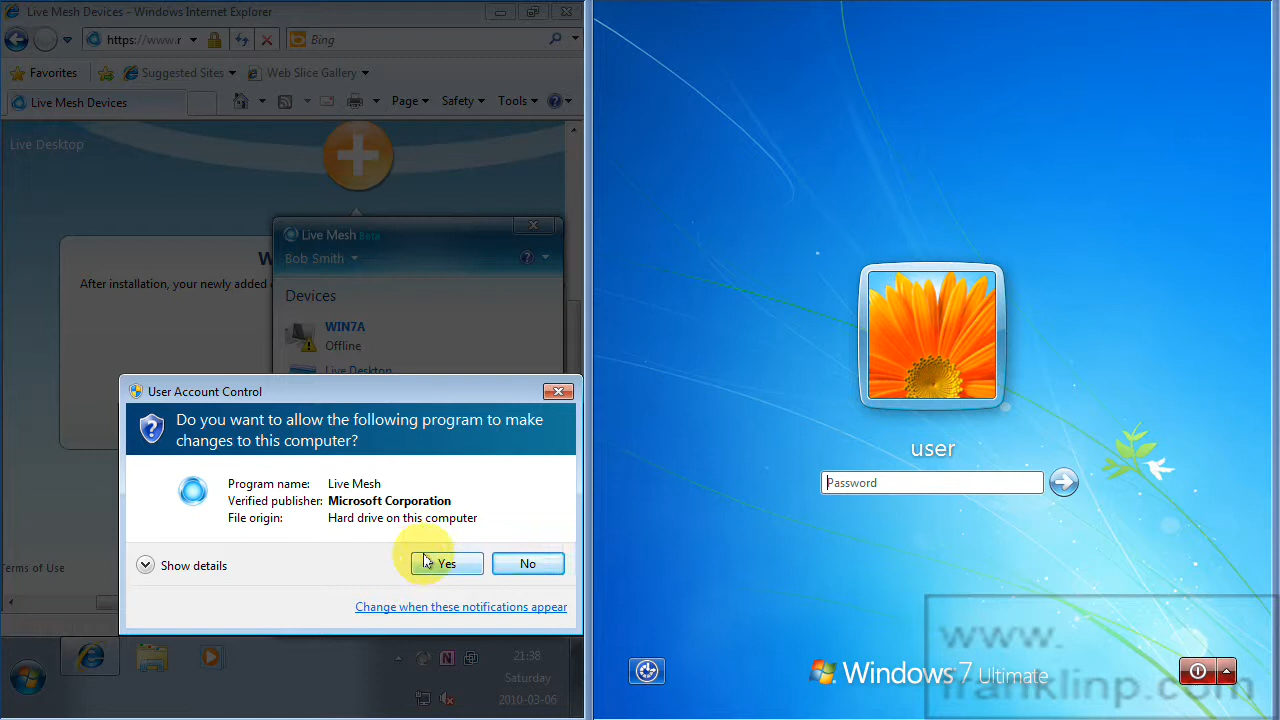 Live Mesh Devices - Windows Internet Explorer
https://www.r
Bing
Favorites
Suggested Sites
Web Slice Gallery
Live Mesh Devices
Page
Safety
Tools
Live Desktop
Live Mesh Beta
Bob Smith
W
After installation, your newly added
Devices
WIN7A
Offline
Live Desktop
User Account Control
Do you want to allow the following program to make
changes to this computer?
Program name: Live Mesh
Verified publisher: Microsoft Corporation
File origin: Hard drive on this computer
Show details
Yes
No
Change when these notifications appear
Terms of Use
21:38
Saturday
2010-03-06
user
Password
Windows 7 Ultimate
www.
franklinp.com